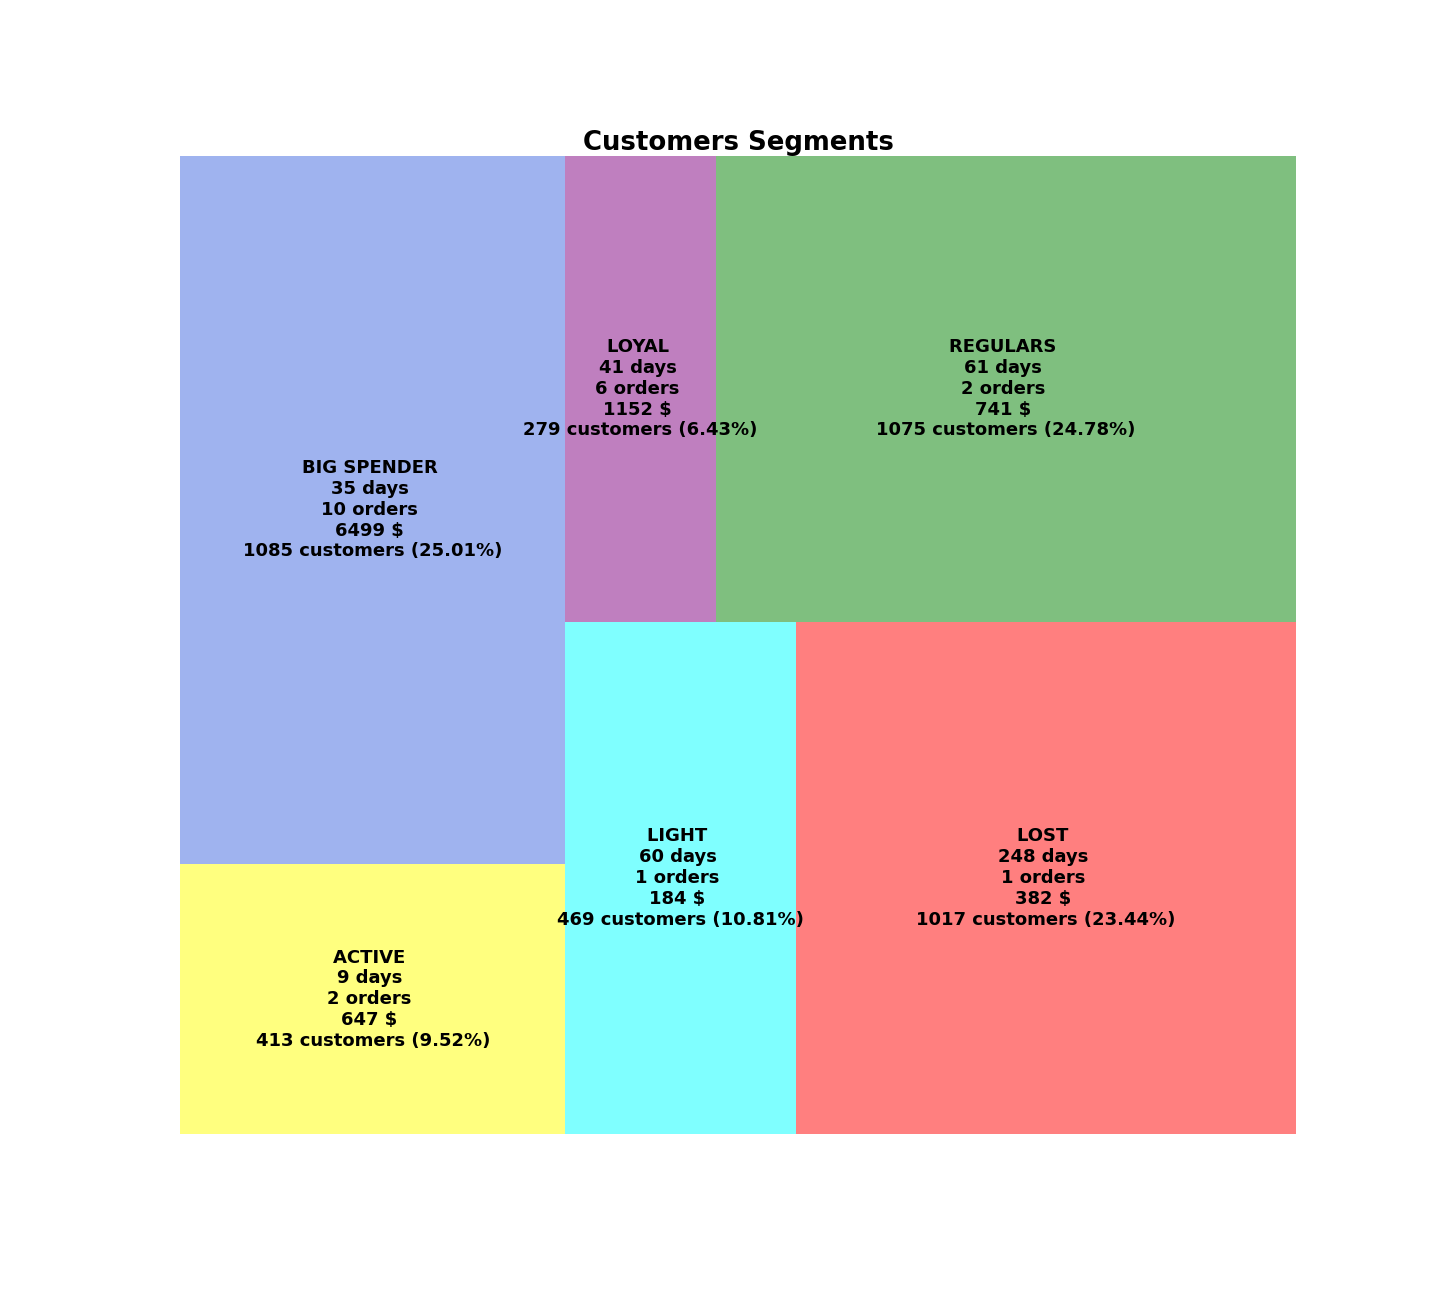 Customers Segments
BIG SPENDER
35 days
10 orders
6499 $
1085 customers (25.01%)
LOYAL
41 days
6 orders
1152 $
279 customers (6.43%)
REGULARS
61 days
2 orders
741 $
1075 customers (24.78%)
ACTIVE
9 days
2 orders
647 $
413 customers (9.52%)
LIGHT
60 days
1 orders
184 $
469 customers (10.81%)
LOST
248 days
1 orders
382 $
1017 customers (23.44%)